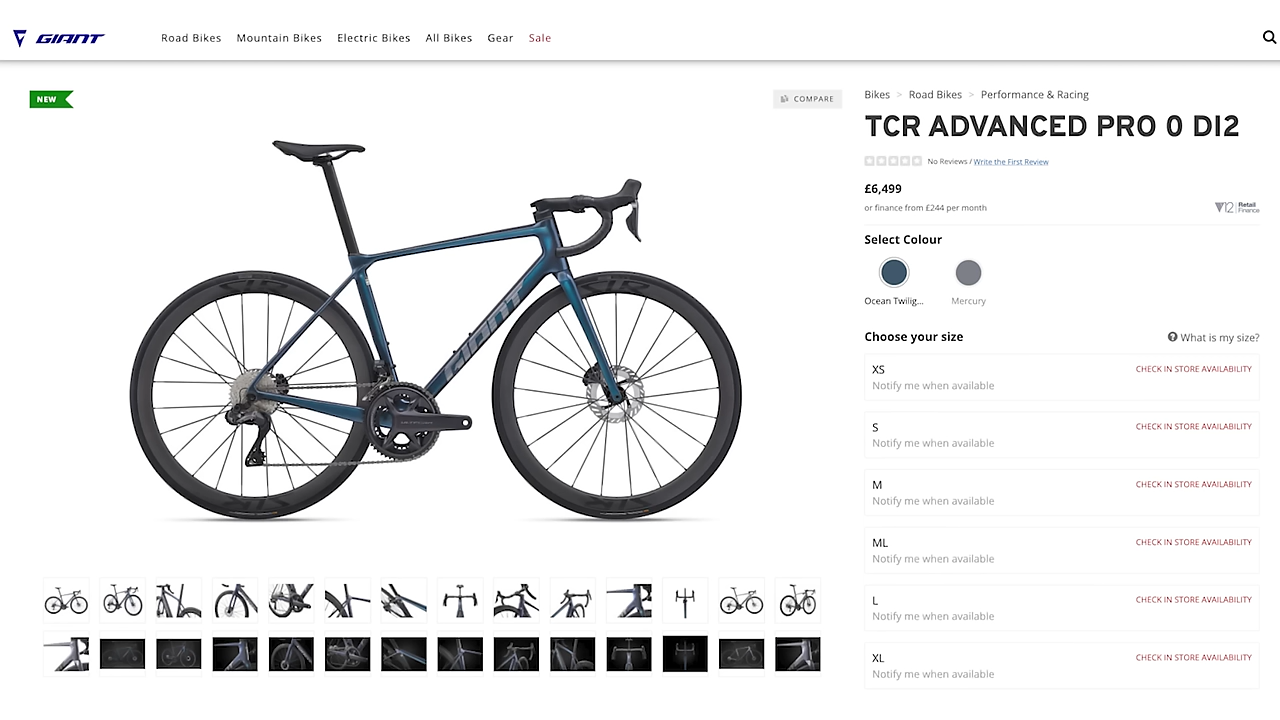 GIANT
Road Bikes
Mountain Bikes
Electric Bikes
All Bikes
Gear
Sale
NEW
COMPARE
GIANT
Bikes > Road Bikes > Performance & Racing
TCR ADVANCED PRO 0 DI2
No Reviews / Write the First Review
£6,499
or finance from £244 per month
V12 Retail
Finance
Select Colour
Ocean Twilig...
Mercury
Choose your size
What is my size?
XS
CHECK IN STORE AVAILABILITY
Notify me when available
S
CHECK IN STORE AVAILABILITY
Notify me when available
M
CHECK IN STORE AVAILABILITY
Notify me when available
ML
CHECK IN STORE AVAILABILITY
Notify me when available
L
CHECK IN STORE AVAILABILITY
Notify me when available
XL
CHECK IN STORE AVAILABILITY
Notify me when available